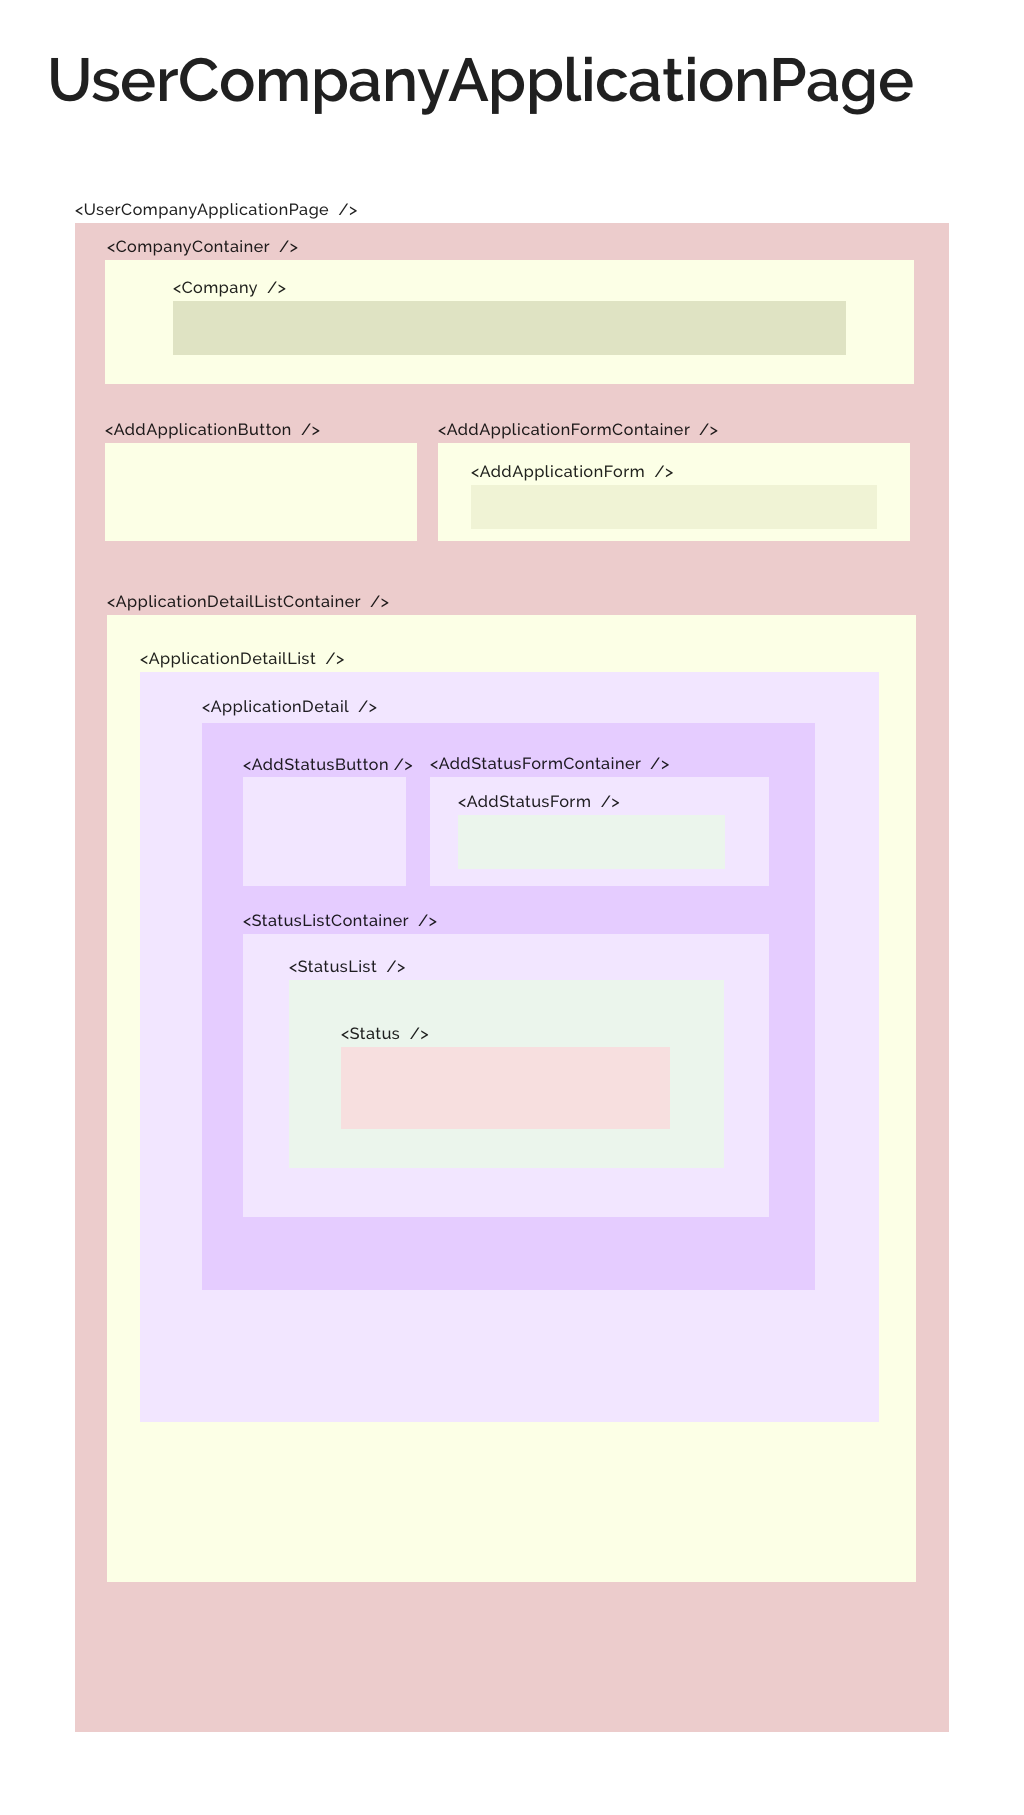 UserCompanyApplicationPage
<UserCompanyApplicationPage />
<CompanyContainer />
<Company />
<AddApplicationButton />
<AddApplicationFormContainer />
<AddApplicationForm />
<ApplicationDetailListContainer />
<ApplicationDetailList />
<ApplicationDetail />
<AddStatusButton />
<AddStatusFormContainer />
<AddStatusForm />
<StatusListContainer />
<StatusList />
<Status />